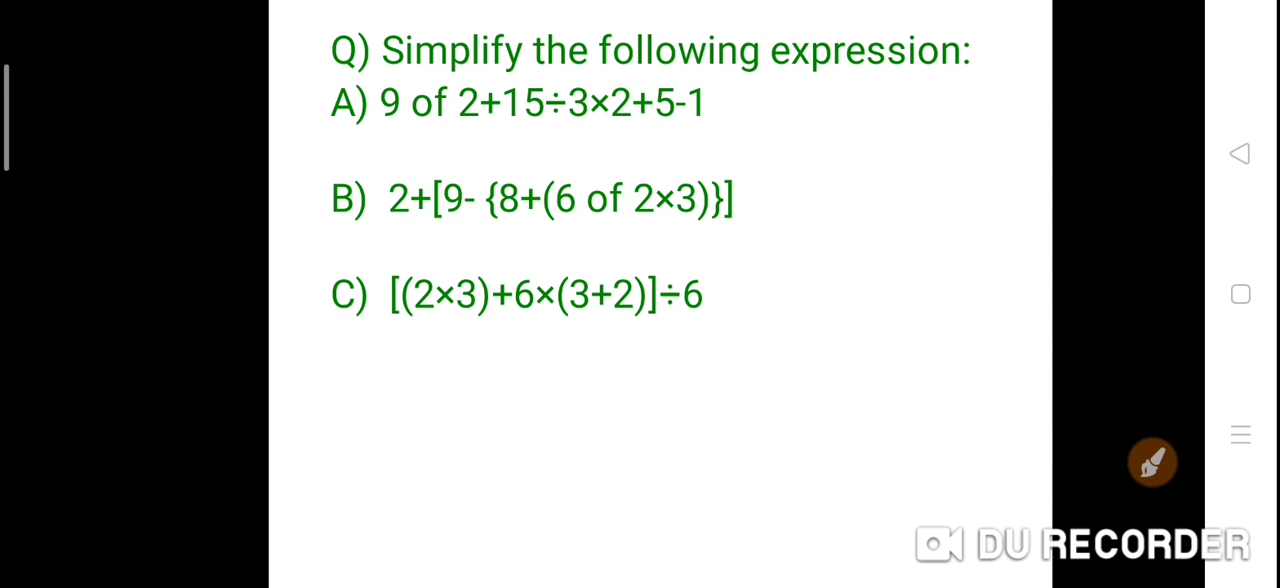 Q) Simplify the following expression:
A) 9 of 2+15÷3×2+5-1
B) 2+[9- {8+(6 of 2×3)}]
C) [(2×3)+6×(3+2)]÷6
DU RECORDER